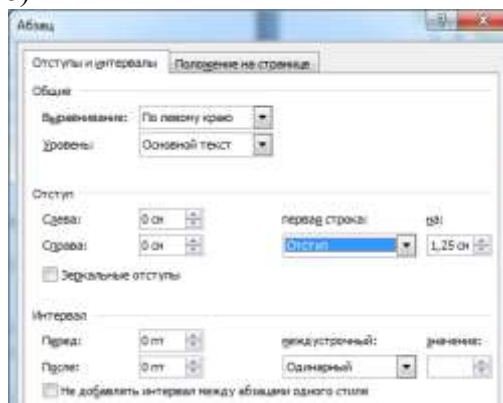 Абзац
Отступы и интервалы Положение на странице
Общие
Выравнивание: По левому краю
Уровень: Основной текст
Отступ
Слева: 0 см первая строка: на:
Справа: 0 см Отступ 1,25 см
Зеркальные отступы
Интервал
Перед: 0 пт междустрочный: значение:
После: 0 пт Одинарный
Не добавлять интервал между абзацами одного стиля